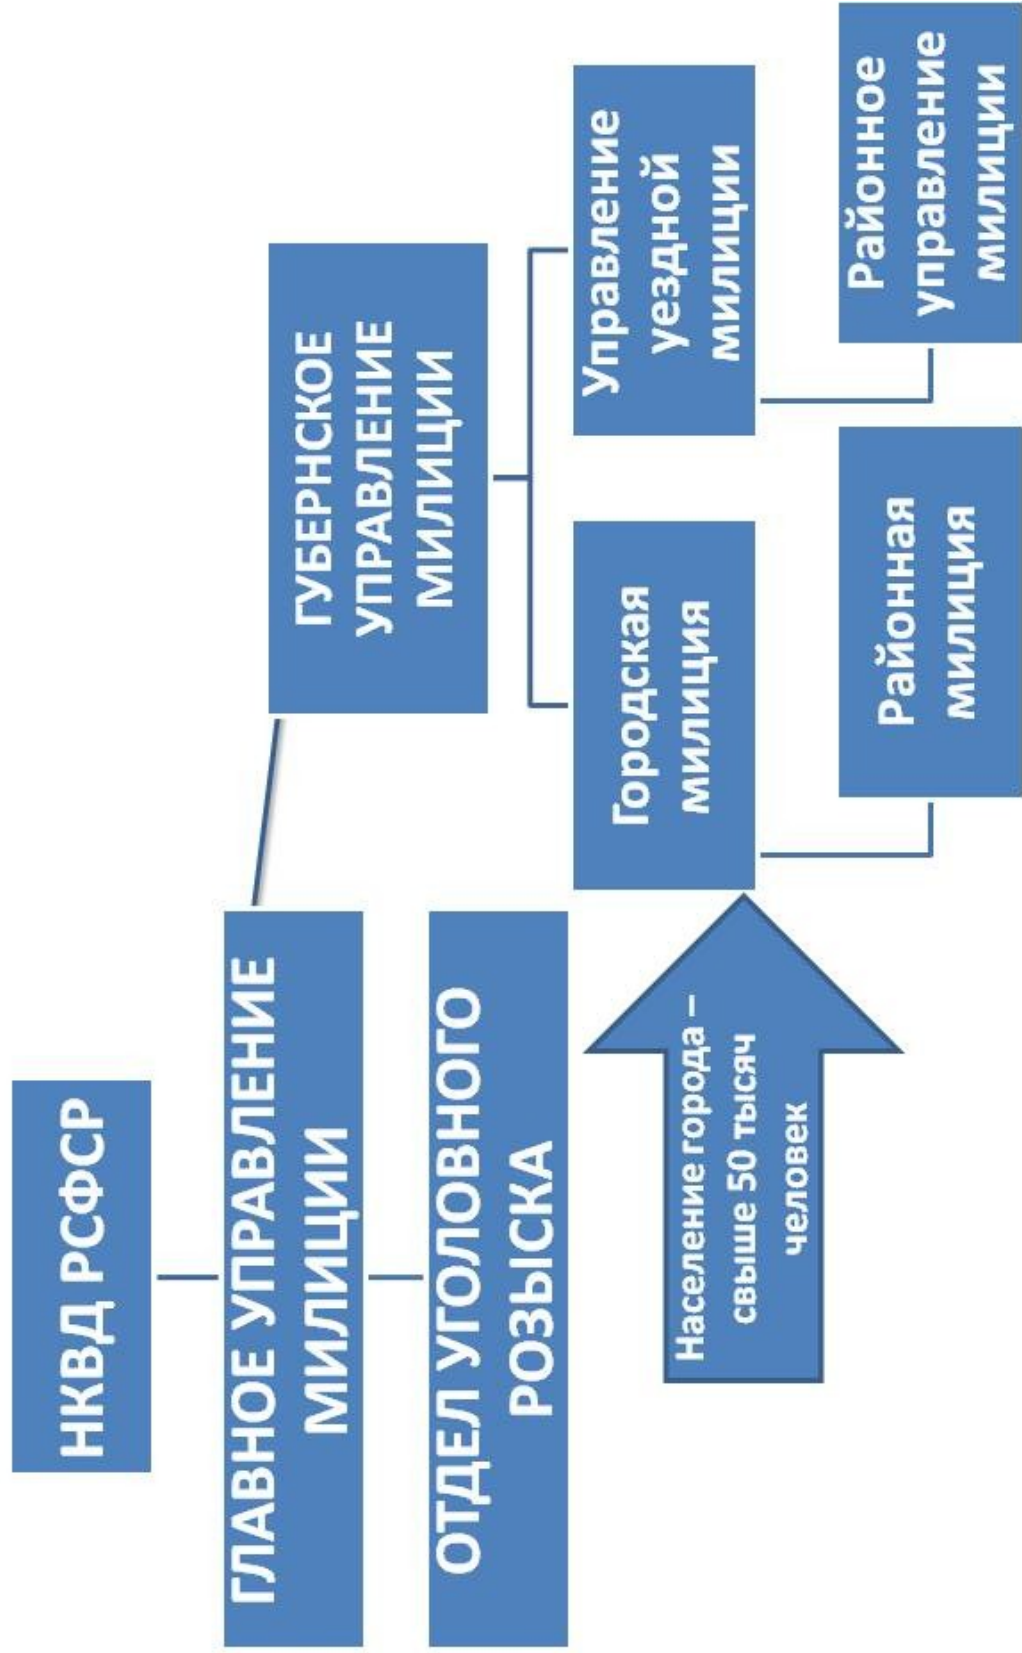 НКВД РСФСР
ГЛАВНОЕ УПРАВЛЕНИЕ
МИЛИЦИИ
ОТДЕЛ УГОЛОВНОГО
РОЗЫСКА
ГУБЕРНСКОЕ
УПРАВЛЕНИЕ
МИЛИЦИИ
Население города –
свыше 50 тысяч
человек
Городская
милиция
Управление
уездной
милиции
Районная
милиция
Районное
управление
милиции